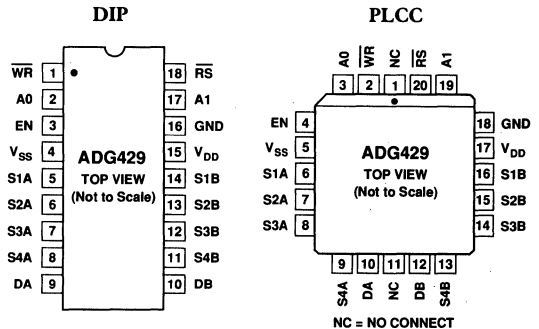 DIP
W̅R̅ 1 18 R̅S̅
A0 2 17 A1
EN 3 16 GND
VSS 4 15 VDD
S1A 5 14 S1B
S2A 6 13 S2B
S3A 7 12 S3B
S4A 8 11 S4B
DA 9 10 DB
ADG429
TOP VIEW
(Not to Scale)
PLCC
A0 W̅R̅ NC R̅S̅ A1
3 2 1 20 19
EN 4 18 GND
VSS 5 17 VDD
S1A 6 16 S1B
S2A 7 15 S2B
S3A 8 14 S3B
ADG429
TOP VIEW
(Not to Scale)
9 10 11 12 13
S4A DA NC DB S4B
NC = NO CONNECT